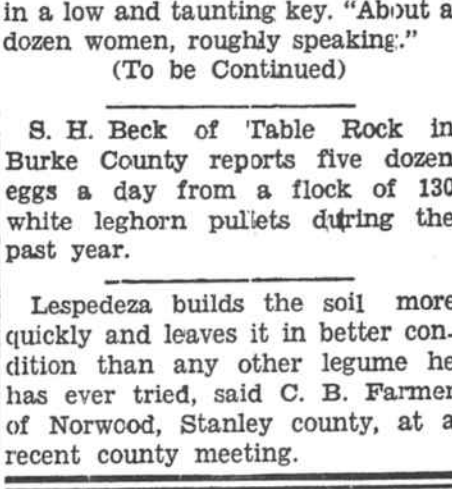 in a low and taunting key. “About a
dozen women, roughly speaking.”
(To be Continued)
S. H. Beck of Table Rock in
Burke County reports five dozen
eggs a day from a flock of 130
white leghorn pullets during the
past year.
Lespedeza builds the soil more
quickly and leaves it in better con-
dition than any other legume he
has ever tried, said C. B. Farmer
of Norwood, Stanley county, at a
recent county meeting.